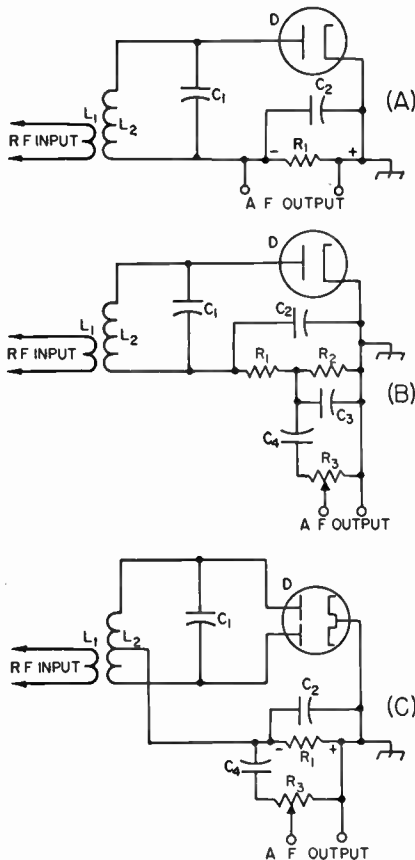 D
(A)
C₂
L₁
C₁
L₂
RF INPUT
- R₁ +
A F OUTPUT
D
(B)
C₁
C₂
L₁
L₂
RF INPUT
R₁ R₂
C₃
C₄
R₃
A F OUTPUT
D
C₁
L₁ L₂
RF INPUT
C₂
(C)
- R₁ +
C₄
R₃
A F OUTPUT